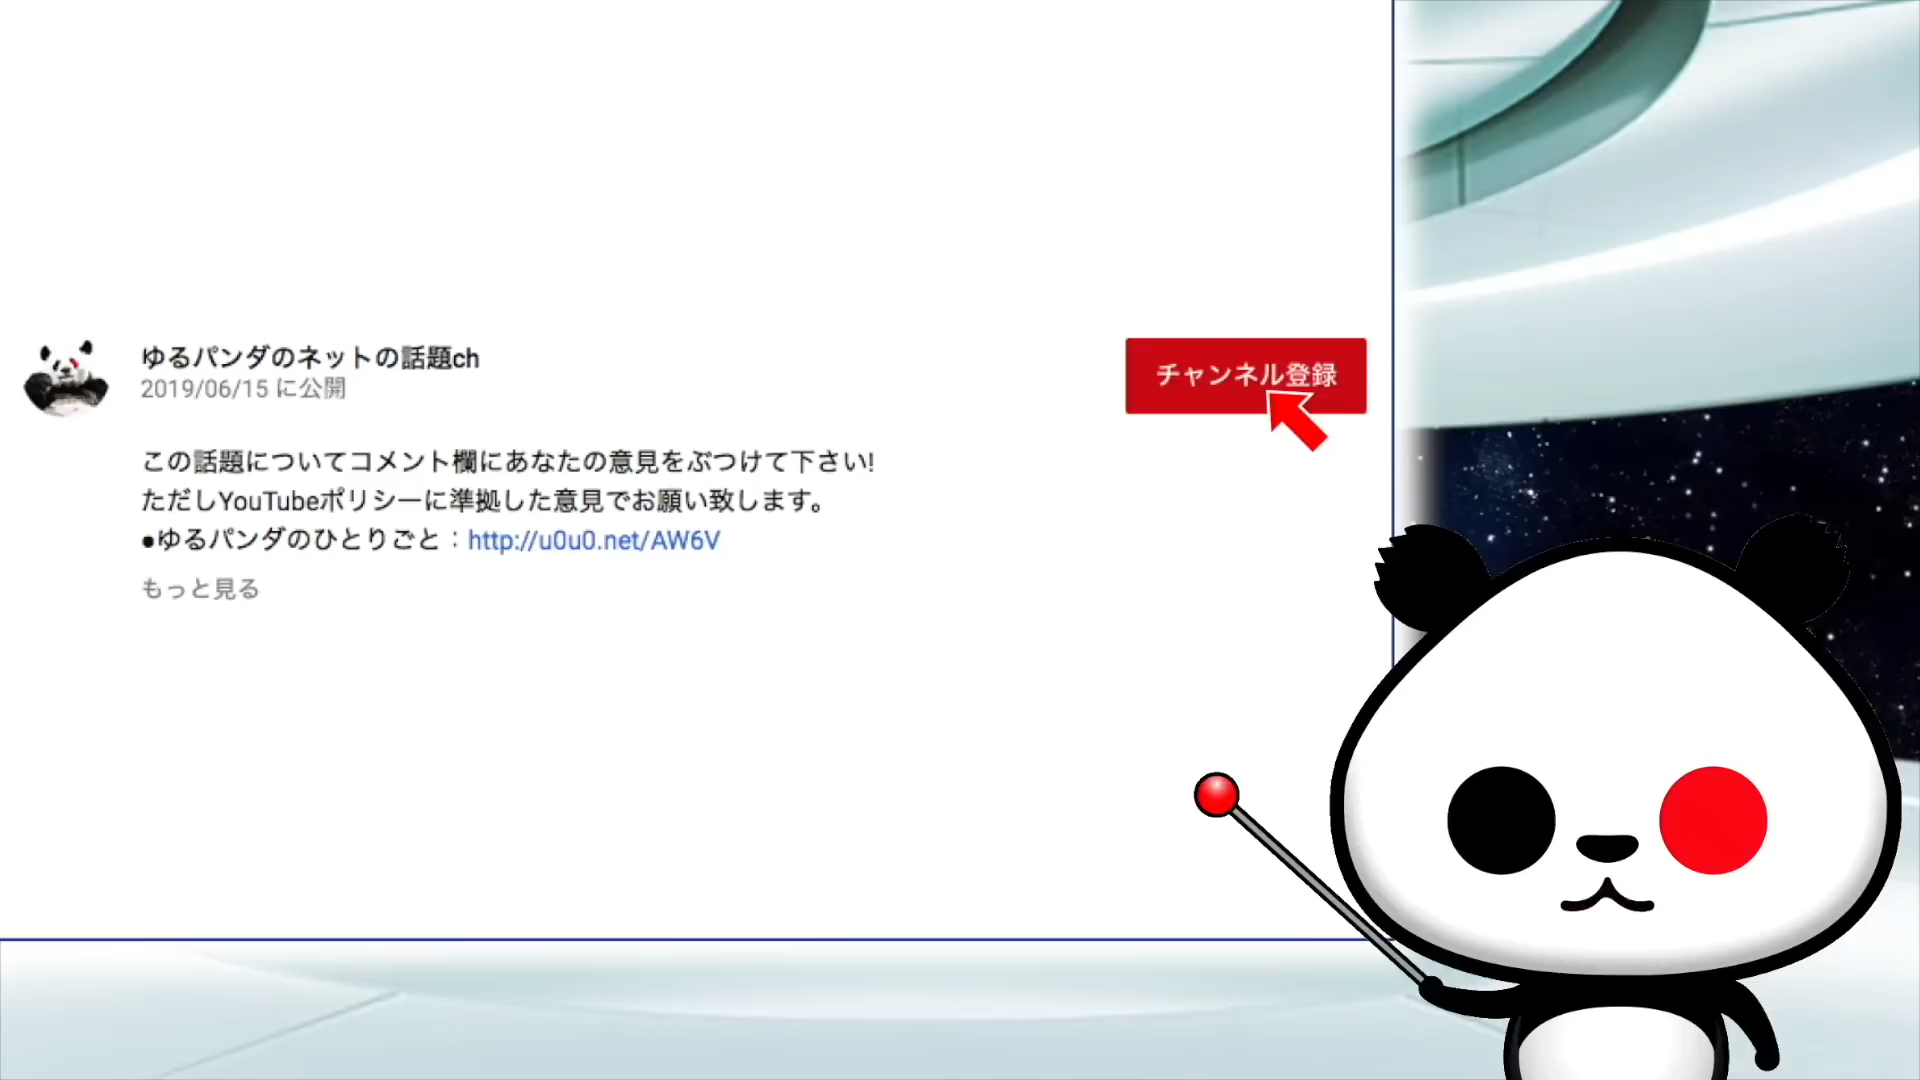 ゆるパンダのネットの話題ch
2019/06/15 に公開
チャンネル登録
この話題についてコメント欄にあなたの意見をぶつけて下さい!
ただしYouTubeポリシーに準拠した意見でお願い致します。
●ゆるパンダのひとりごと：http://u0u0.net/AW6V
もっと見る